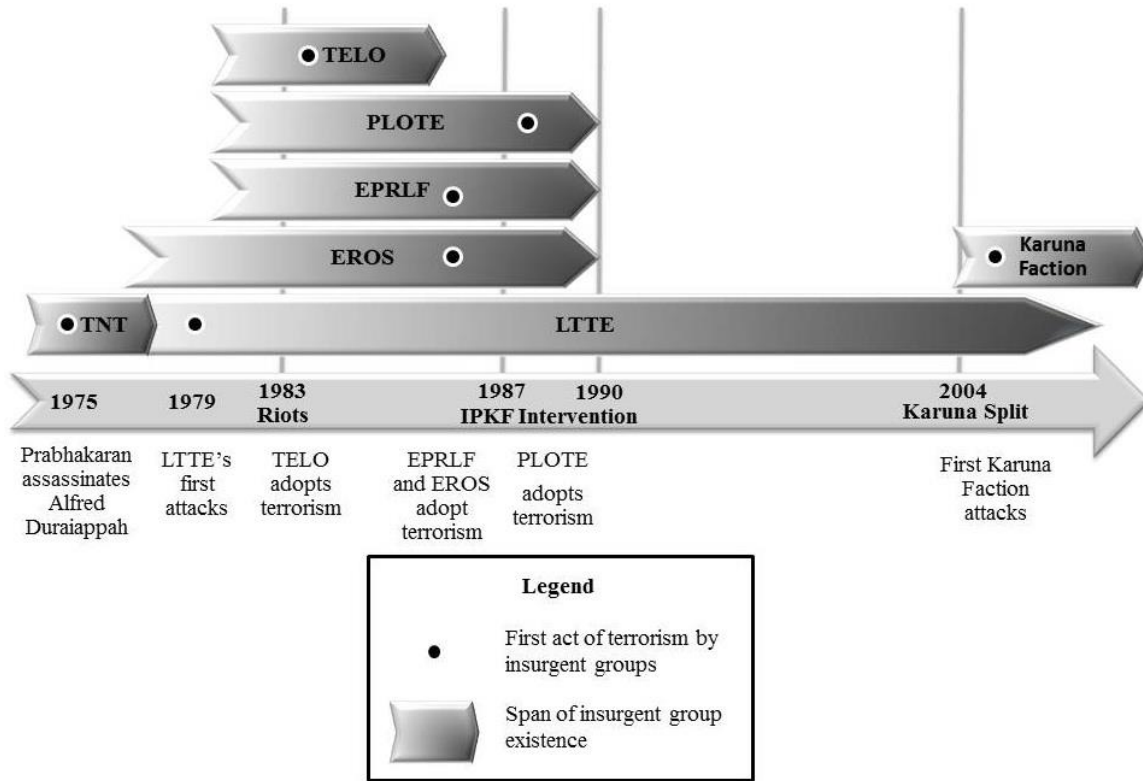 TELO
PLOTE
EPRLF
EROS
Karuna
Faction
TNT
LTTE
1975
1979
1983
Riots
1987
1990
IPKF Intervention
2004
Karuna Split
Prabhakaran
assassinates
Alfred
Duraiappah
LTTE’s
first
attacks
TELO
adopts
terrorism
EPRLF
and EROS
adopt
terrorism
PLOTE
adopts
terrorism
First Karuna
Faction
attacks
Legend
First act of terrorism by
insurgent groups
Span of insurgent group
existence